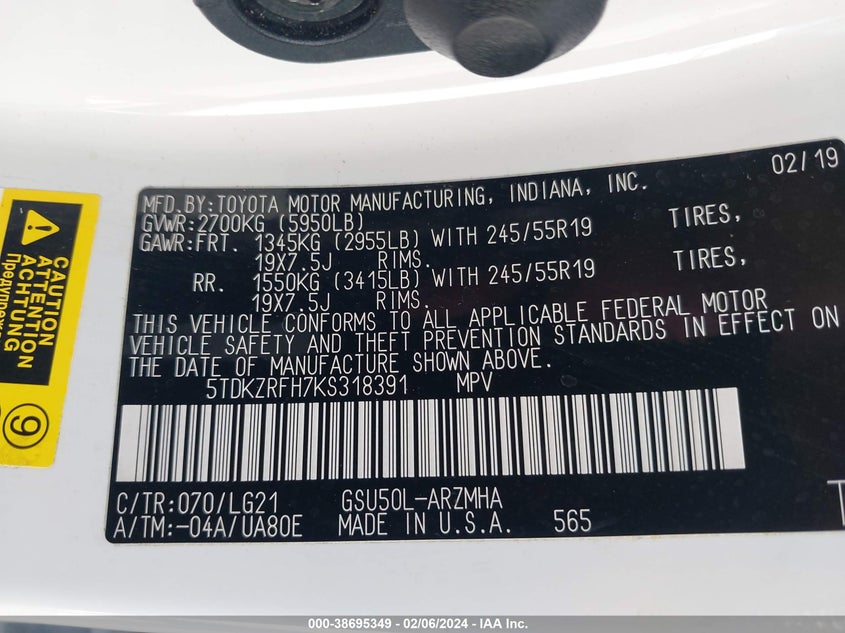 02/19
MFD. BY: TOYOTA MOTOR MANUFACTURING, INDIANA, INC.
GVWR: 2700KG (5950LB)
GAWR: FRT. 1345KG (2955LB) WITH 245/55R19 TIRES,
19X7.5J RIMS.
RR. 1550KG (3415LB) WITH 245/55R19 TIRES,
19X7.5J RIMS.
THIS VEHICLE CONFORMS TO ALL APPLICABLE FEDERAL MOTOR
VEHICLE SAFETY AND THEFT PREVENTION STANDARDS IN EFFECT ON
THE DATE OF MANUFACTURE SHOWN ABOVE.
5TDKZRFH7KS318391 MPV
C/TR: 070/LG21 GSU50L-ARZMHA
A/TM: -04A/UA80E MADE IN U.S.A. 565
CAUTION
ATTENTION
ACHTUNG
9
000-38695349 - 02/06/2024 - IAA Inc.